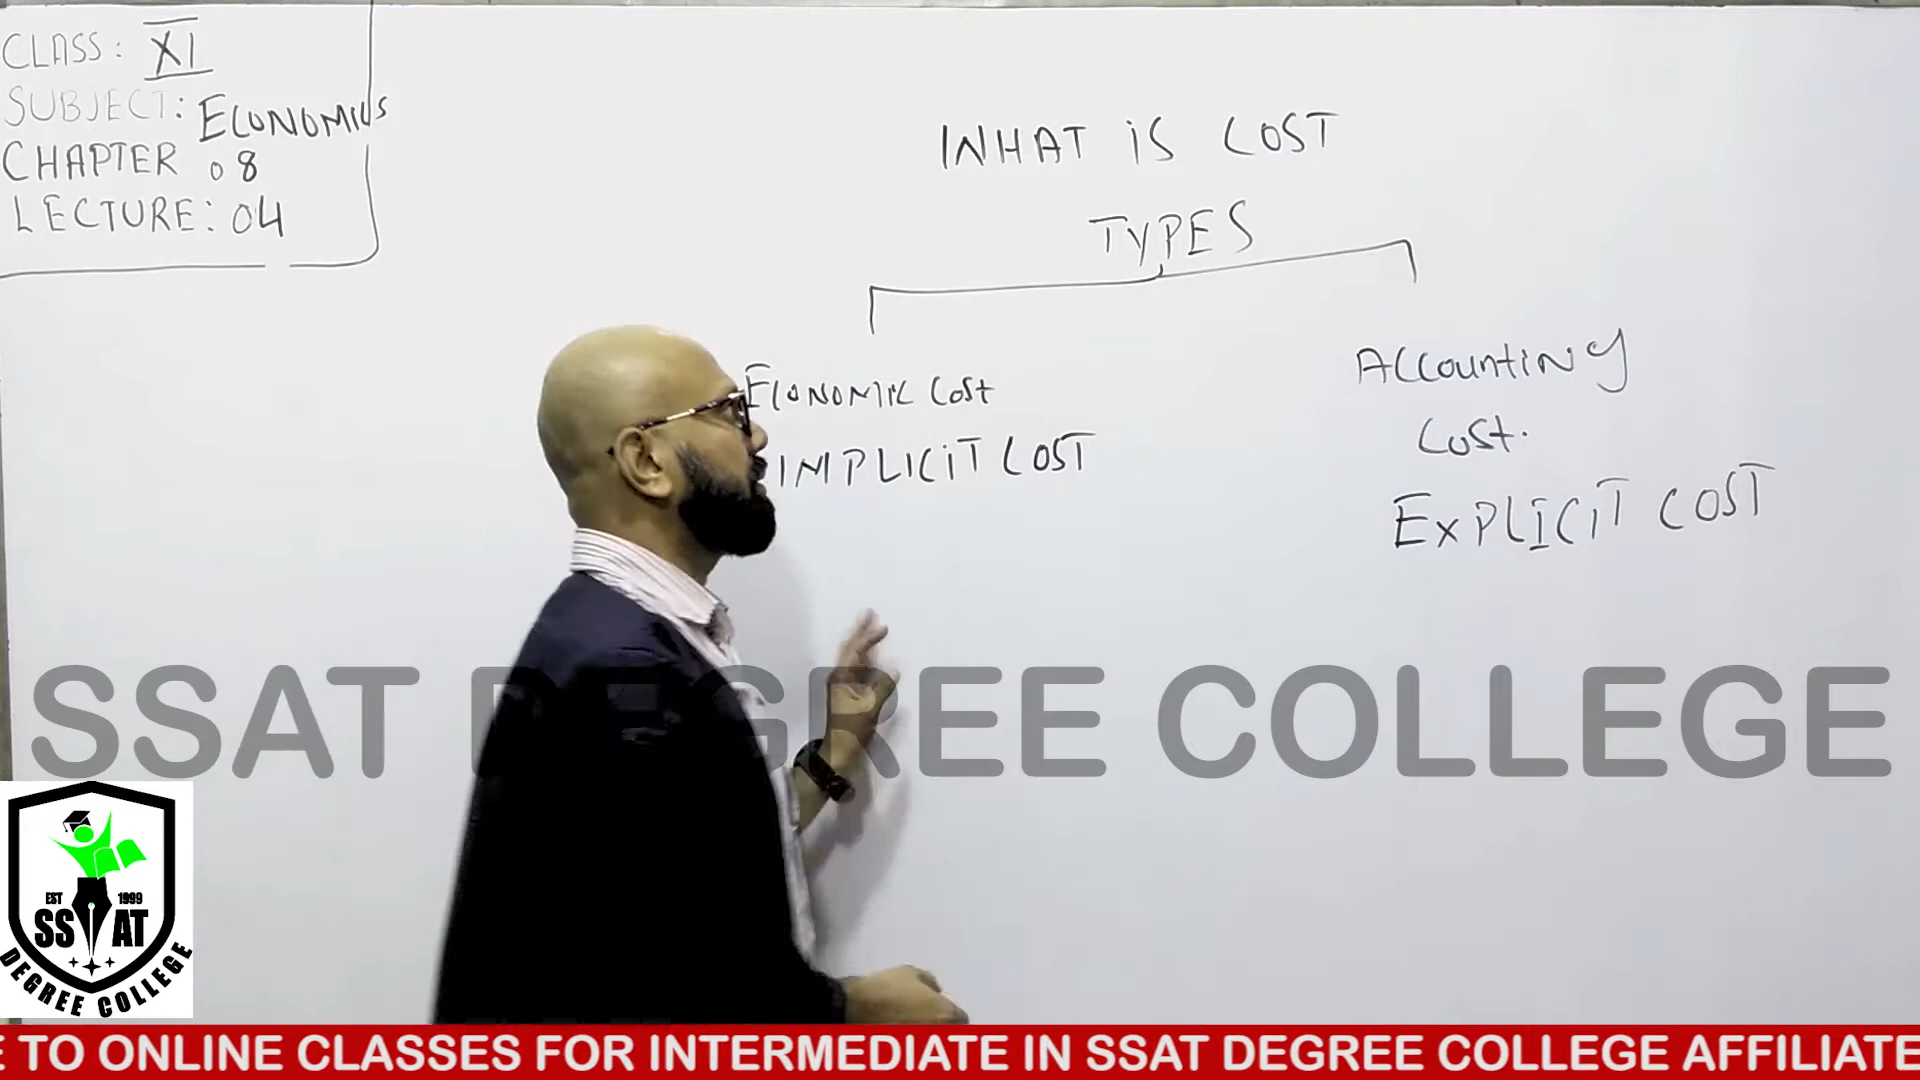 CLASS: XI
SUBJECT: ECONOMICS
CHAPTER 08
LECTURE: 04
WHAT IS COST
TYPES
ECONOMIC COST
IMPLICIT COST
ACCOUNTING
COST.
EXPLICIT COST
SSAT DEGREE COLLEGE
EST 1999
SSAT
DEGREE COLLEGE
E TO ONLINE CLASSES FOR INTERMEDIATE IN SSAT DEGREE COLLEGE AFFILIATE